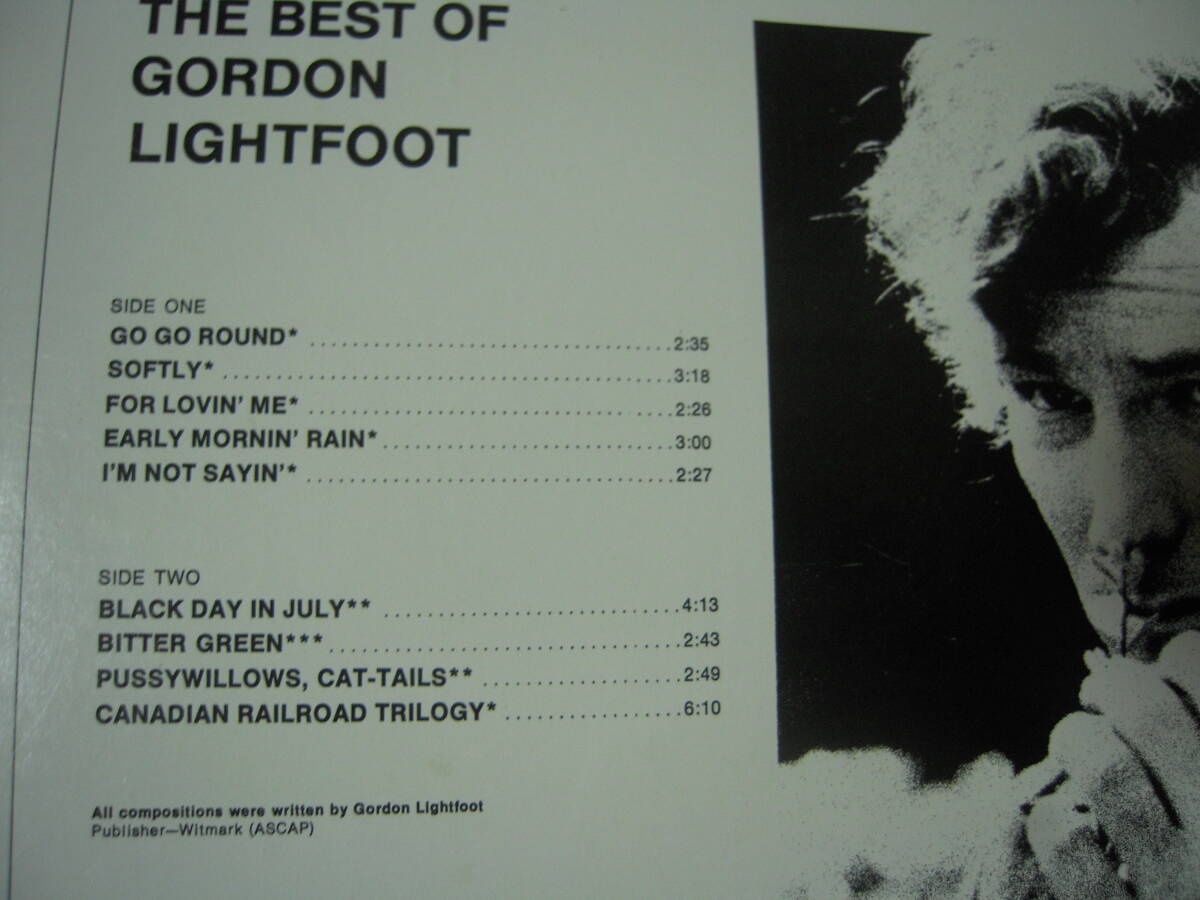 THE BEST OF
GORDON
LIGHTFOOT
SIDE ONE
GO GO ROUND* ..................................2:35
SOFTLY* ..........................................3:18
FOR LOVIN' ME* .............................. ....2:26
EARLY MORNIN' RAIN*...........................3:00
I'M NOT SAYIN'* ...................................2:27
SIDE TWO
BLACK DAY IN JULY** ............................4:13
BITTER GREEN***.................................2:43
PUSSYWILLOWS, CAT-TAILS** ...................2:49
CANADIAN RAILROAD TRILOGY* .................6:10
All compositions were written by Gordon Lightfoot
Publisher—Witmark (ASCAP)